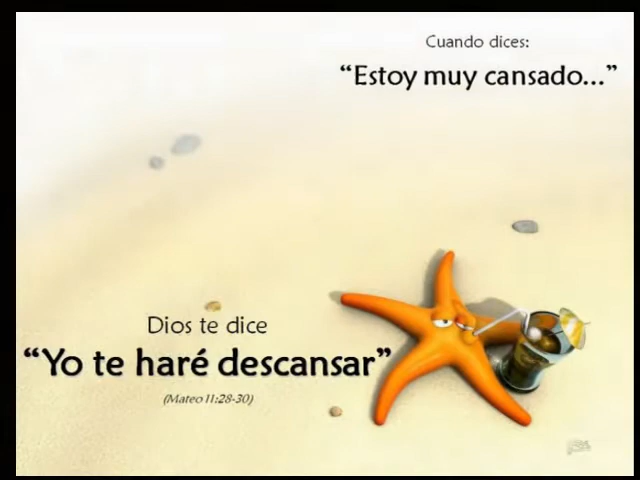 Cuando dices:
“Estoy muy cansado...”
Dios te dice
“Yo te haré descansar”
(Mateo 11:28-30)